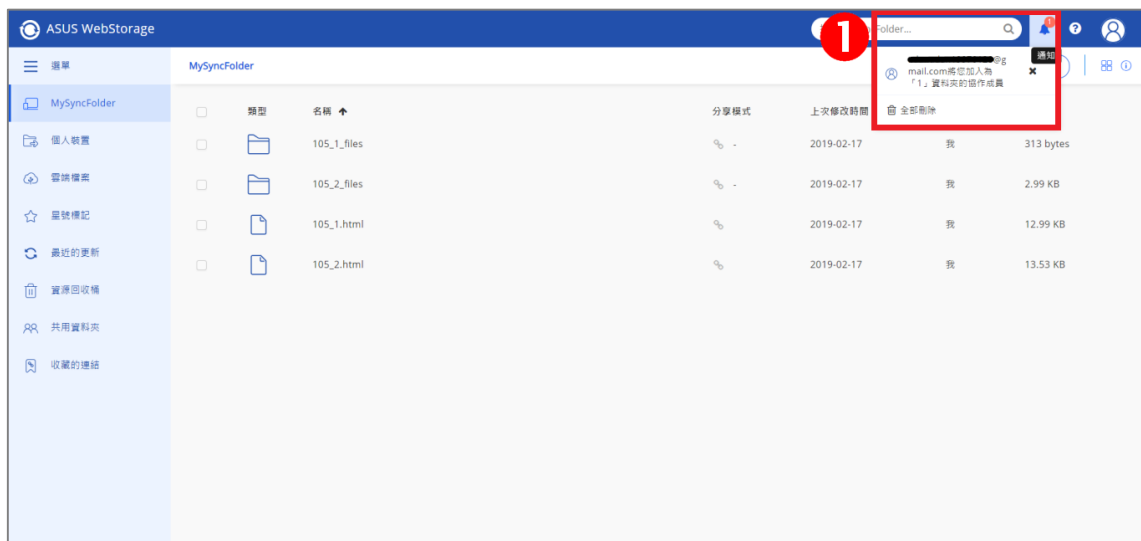 ASUS WebStorage
Folder...
1
選單
MySyncFolder
@g
mail.com將您加入為
「1」資料夾的協作成員
通知
全部刪除
MySyncFolder
個人裝置
雲端檔案
星號標記
最近的更新
資源回收桶
共用資料夾
收藏的連結
類型 名稱 分享模式 上次修改時間
105_1_files - 2019-02-17 我 313 bytes
105_2_files - 2019-02-17 我 2.99 KB
105_1.html 2019-02-17 我 12.99 KB
105_2.html 2019-02-17 我 13.53 KB